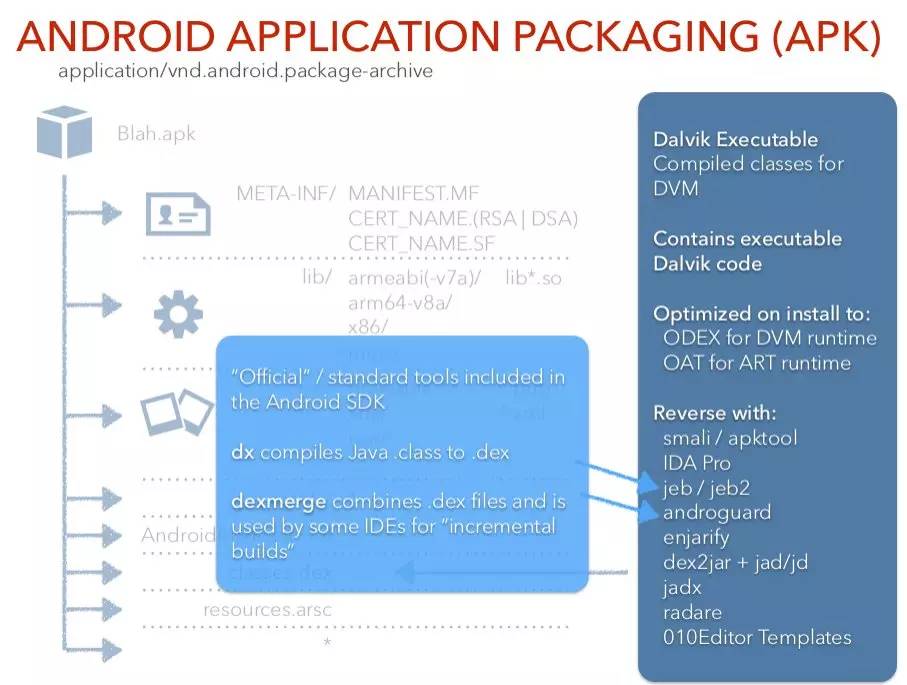 ANDROID APPLICATION PACKAGING (APK)
application/vnd.android.package-archive
Blah.apk
META-INF/ MANIFEST.MF
CERT_NAME.(RSA | DSA)
CERT_NAME.SF
lib/ armeabi(-v7a)/ lib*.so
arm64-v8a/
x86/
“Official” / standard tools included in
the Android SDK
dx compiles Java .class to .dex
dexmerge combines .dex files and is
used by some IDEs for “incremental
builds”
Android
classes.dex
resources.arsc
*
Dalvik Executable
Compiled classes for
DVM
Contains executable
Dalvik code
Optimized on install to:
ODEX for DVM runtime
OAT for ART runtime
Reverse with:
smali / apktool
IDA Pro
jeb / jeb2
androguard
enjarify
dex2jar + jad/jd
jadx
radare
010Editor Templates